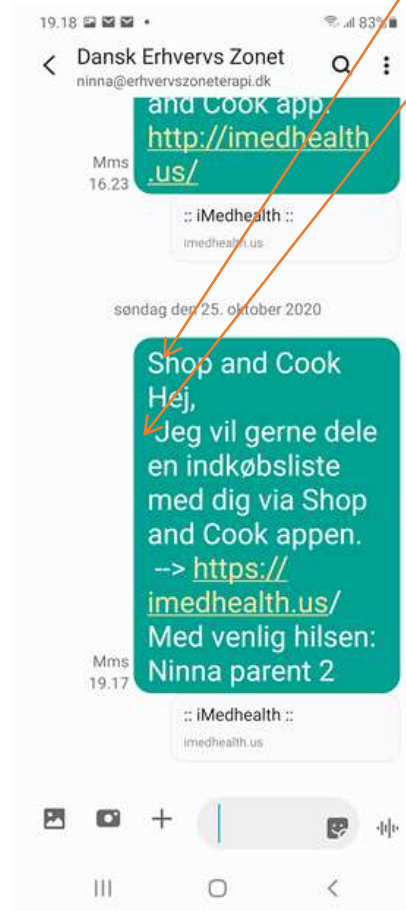 19.18
83%
Dansk Erhvervs Zonet
ninna@erhvervszoneterapi.dk
and Cook app.
http://imedhealth
.us/
Mms
16.23
:: iMedhealth ::
imedhealth.us
søndag den 25. oktober 2020
Shop and Cook
Hej,
Jeg vil gerne dele
en indkøbsliste
med dig via Shop
and Cook appen.
--> https://
imedhealth.us/
Med venlig hilsen:
Ninna parent 2
Mms
19.17
:: iMedhealth ::
imedhealth.us